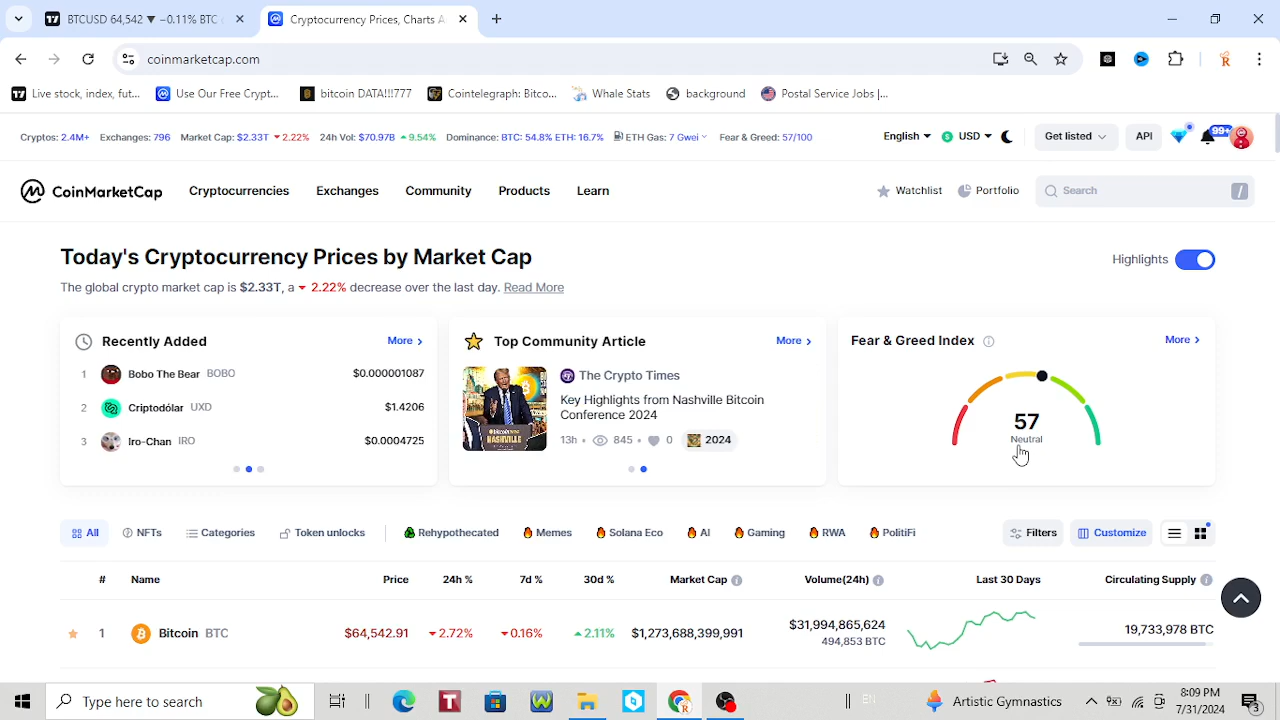 BTCUSD 64,542 ▼ −0.11% BTC
Cryptocurrency Prices, Charts A
coinmarketcap.com
Live stock, index, fut...
Use Our Free Crypt...
bitcoin DATA!!!777
Cointelegraph: Bitco...
Whale Stats
background
Postal Service Jobs |...
Cryptos: 2.4M+ Exchanges: 796 Market Cap: $2.33T ▼ 2.22% 24h Vol: $70.97B ▲ 9.54% Dominance: BTC: 54.8% ETH: 16.7% ETH Gas: 7 Gwei Fear & Greed: 57/100
English USD Get listed API 99+
CoinMarketCap Cryptocurrencies Exchanges Community Products Learn Watchlist Portfolio Search /
Today's Cryptocurrency Prices by Market Cap
Highlights
The global crypto market cap is $2.33T, a ▼ 2.22% decrease over the last day. Read More
Recently Added More >
1 Bobo The Bear BOBO $0.000001087
2 Criptodólar UXD $1.4206
3 Iro-Chan IRO $0.0004725
Top Community Article More >
The Crypto Times
Key Highlights from Nashville Bitcoin
Conference 2024
13h • 845 • 0 2024
NASHVILLE
Fear & Greed Index More >
57
Neutral
All NFTs Categories Token unlocks Rehypothecated Memes Solana Eco AI Gaming RWA PolitiFi Filters Customize
# Name Price 24h % 7d % 30d % Market Cap Volume(24h) Last 30 Days Circulating Supply
1 Bitcoin BTC $64,542.91 ▼ 2.72% ▼ 0.16% ▲ 2.11% $1,273,688,399,991 $31,994,865,624 19,733,978 BTC
494,853 BTC
Type here to search
Artistic Gymnastics
8:09 PM
7/31/2024
3